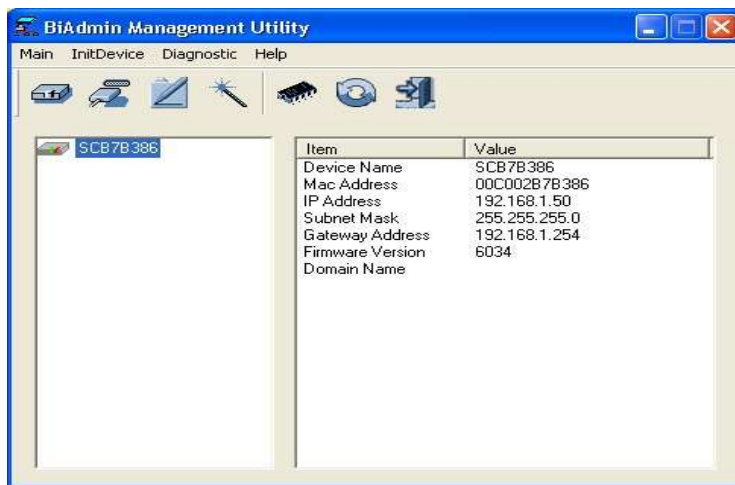 BiAdmin Management Utility
Main InitDevice Diagnostic Help
SCB7B386
Item Value
Device Name SCB7B386
Mac Address 00C002B7B386
IP Address 192.168.1.50
Subnet Mask 255.255.255.0
Gateway Address 192.168.1.254
Firmware Version 6034
Domain Name